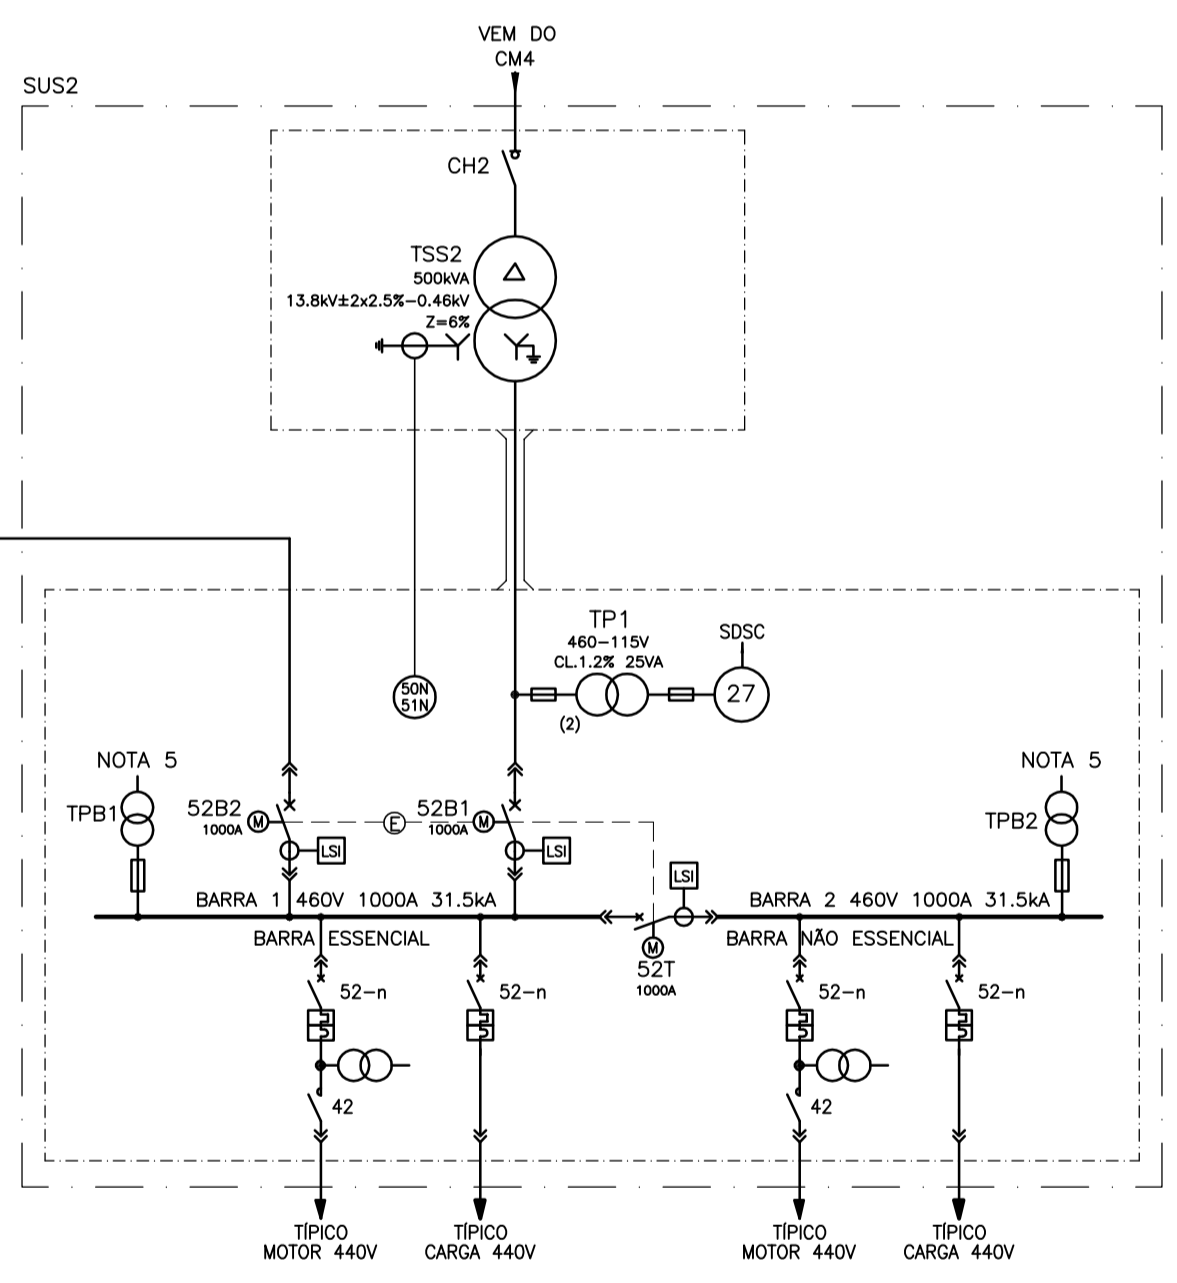 VEM DO
CM4
SUS2
CH2
TSS2
500kVA
13.8kV±2x2.5%-0.46kV
Z=6%
TP1
460-115V
CL.1.2% 25VA
(2)
SDSC
27
50N
51N
NOTA 5
TPB1
52B2
1000A
M
LSI
E
52B1
1000A
M
LSI
NOTA 5
TPB2
BARRA 1 460V 1000A 31.5kA
BARRA ESSENCIAL
LSI
M
52T
1000A
BARRA 2 460V 1000A 31.5kA
BARRA NÃO ESSENCIAL
52-n
52-n
52-n
52-n
42
42
TÍPICO
MOTOR 440V
TÍPICO
CARGA 440V
TÍPICO
MOTOR 440V
TÍPICO
CARGA 440V